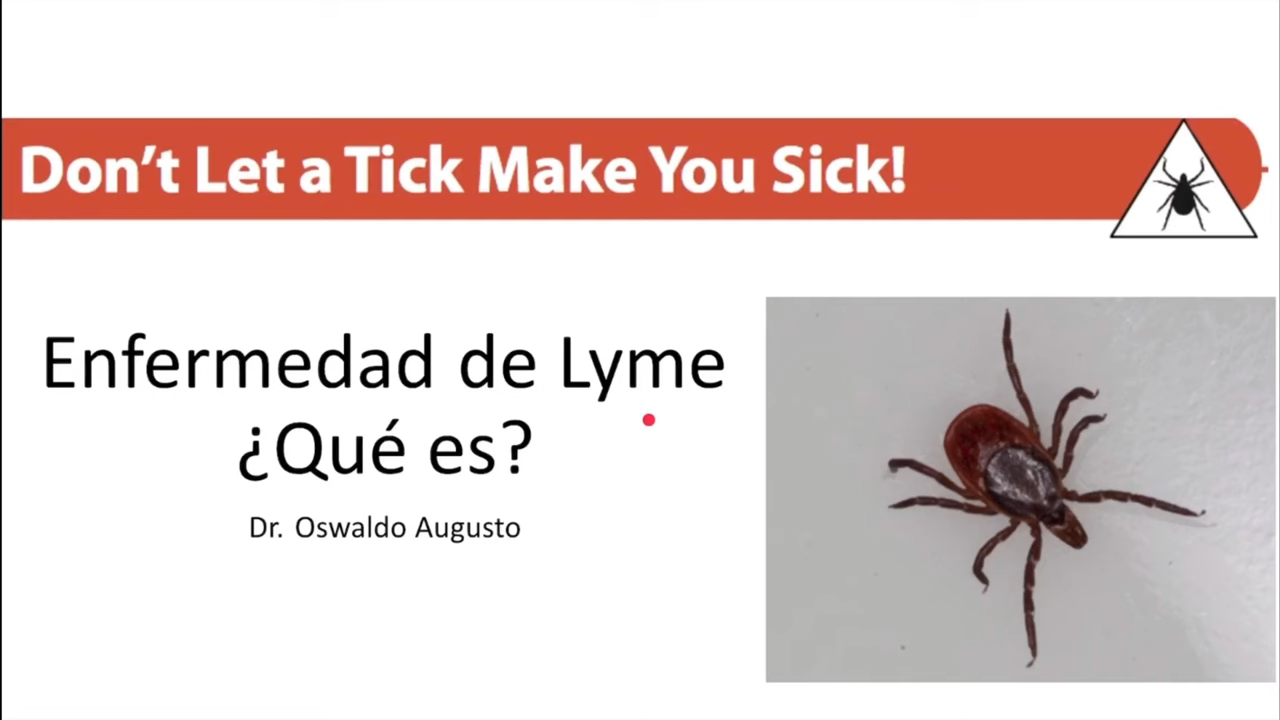 Don’t Let a Tick Make You Sick!
Enfermedad de Lyme
¿Qué es?
Dr. Oswaldo Augusto